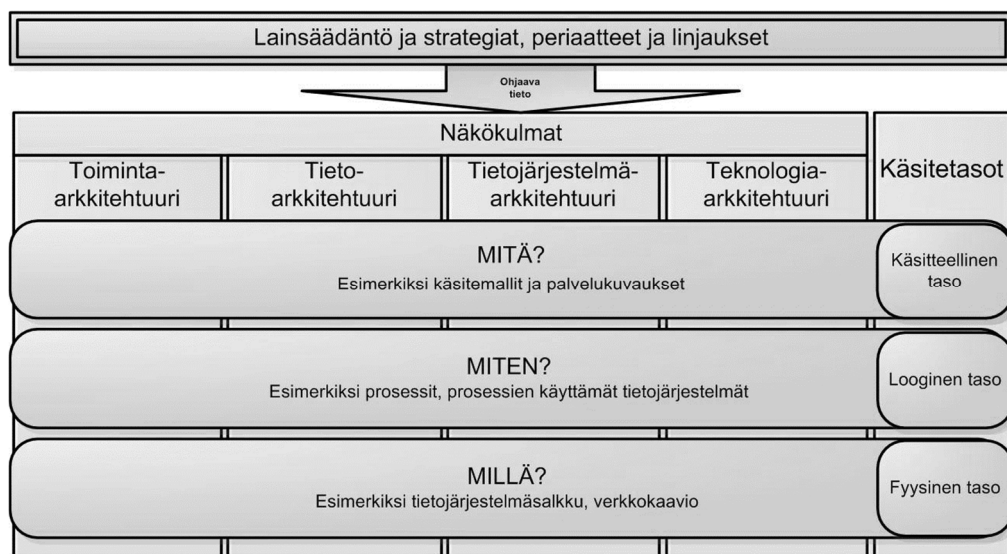 Lainsäädäntö ja strategiat, periaatteet ja linjaukset
Ohjaava
tieto
Näkökulmat
Käsitetasot
Toiminta-
arkkitehtuuri
Tieto-
arkkitehtuuri
Tietojärjestelmä-
arkkitehtuuri
Teknologia-
arkkitehtuuri
MITÄ?
Esimerkiksi käsitemallit ja palvelukuvaukset
Käsitteellinen
taso
MITEN?
Esimerkiksi prosessit, prosessien käyttämät tietojärjestelmät
Looginen taso
MILLÄ?
Esimerkiksi tietojärjestelmäsalkku, verkkokaavio
Fyysinen taso